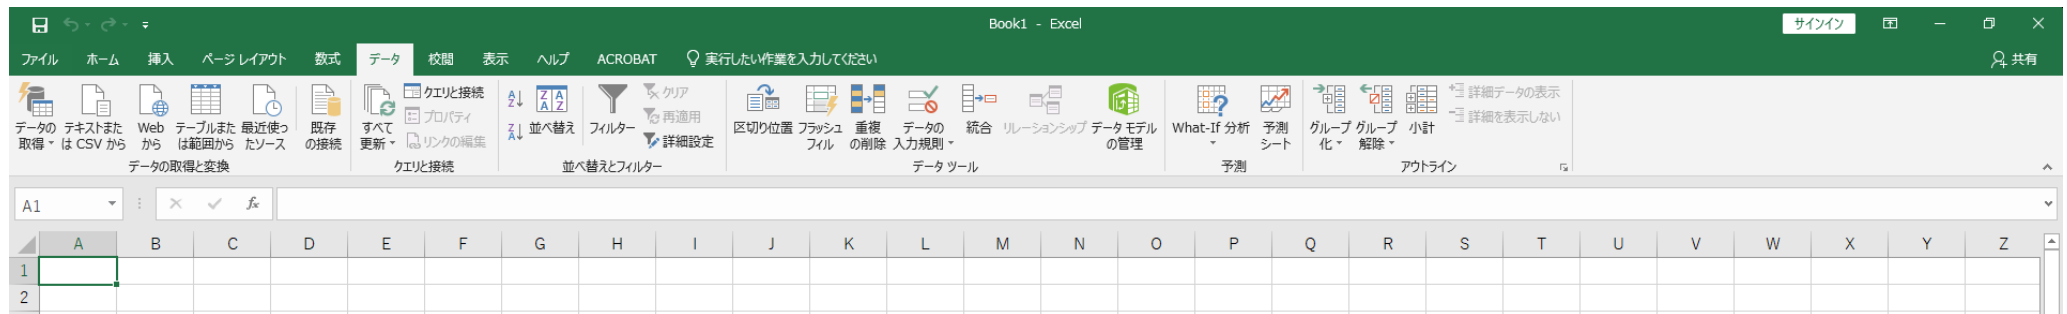 Book1 - Excel
サインイン
ファイル ホーム 挿入 ページ レイアウト 数式 データ 校閲 表示 ヘルプ ACROBAT 実行したい作業を入力してください 共有
データの取得 テキストまたは CSV から Web から テーブルまたは範囲から 最近使ったソース 既存の接続
データの取得と変換
すべて更新 クエリと接続 プロパティ リンクの編集
クエリと接続
並べ替え フィルター クリア 再適用 詳細設定
並べ替えとフィルター
区切り位置 フラッシュ フィル 重複の削除 データの入力規則 統合 リレーションシップ データ モデルの管理
データ ツール
What-If 分析 予測シート
予測
グループ化 グループ解除 小計 詳細データの表示 詳細を表示しない
アウトライン
A1 fx
A B C D E F G H I J K L M N O P Q R S T U V W X Y Z
1
2